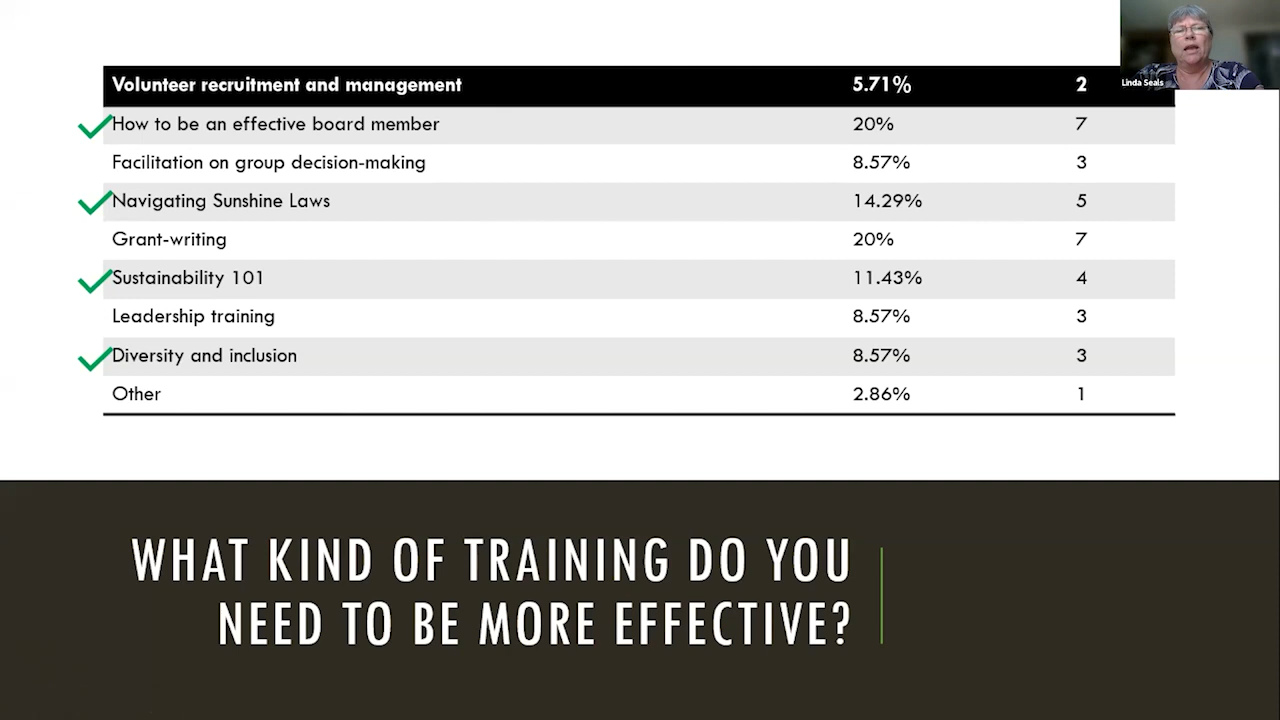 Volunteer recruitment and management 5.71% 2
Linda Seals
How to be an effective board member 20% 7
Facilitation on group decision-making 8.57% 3
Navigating Sunshine Laws 14.29% 5
Grant-writing 20% 7
Sustainability 101 11.43% 4
Leadership training 8.57% 3
Diversity and inclusion 8.57% 3
Other 2.86% 1
WHAT KIND OF TRAINING DO YOU
NEED TO BE MORE EFFECTIVE?